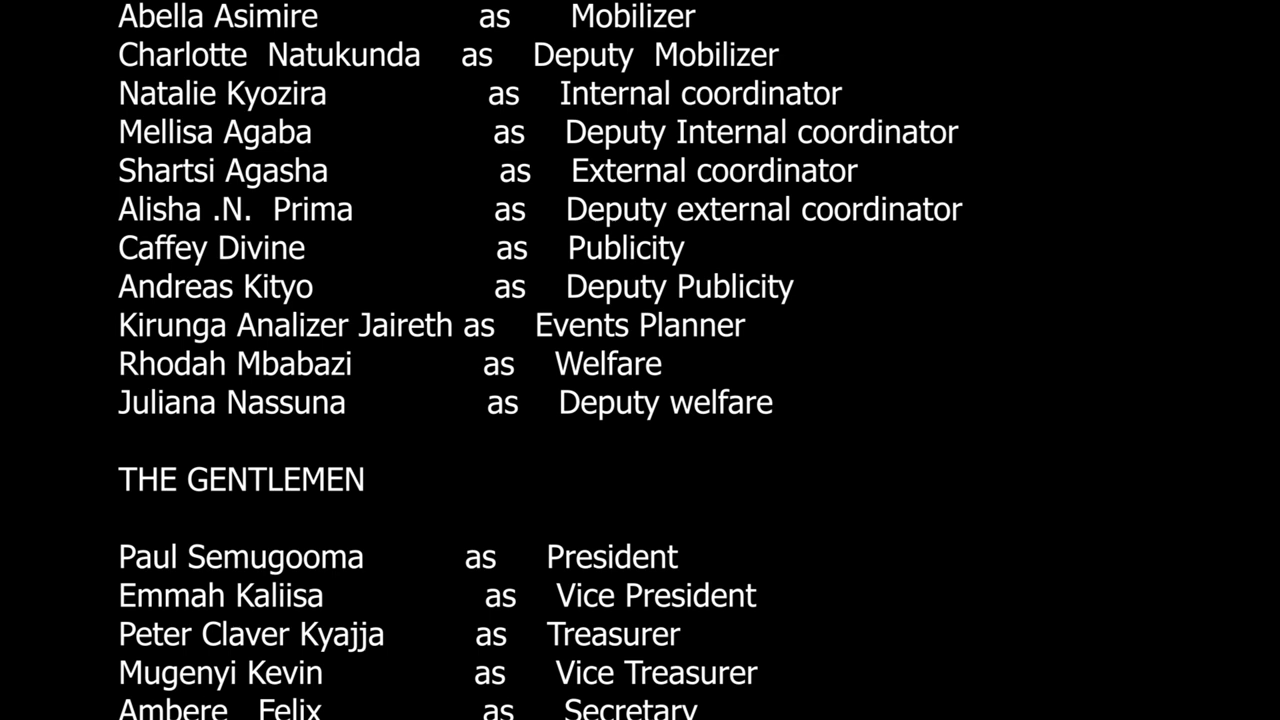 Abella Asimire as Mobilizer
Charlotte Natukunda as Deputy Mobilizer
Natalie Kyozira as Internal coordinator
Mellisa Agaba as Deputy Internal coordinator
Shartsi Agasha as External coordinator
Alisha .N. Prima as Deputy external coordinator
Caffey Divine as Publicity
Andreas Kityo as Deputy Publicity
Kirunga Analizer Jaireth as Events Planner
Rhodah Mbabazi as Welfare
Juliana Nassuna as Deputy welfare
THE GENTLEMEN
Paul Semugooma as President
Emmah Kaliisa as Vice President
Peter Claver Kyajja as Treasurer
Mugenyi Kevin as Vice Treasurer
Ambere Felix as Secretary